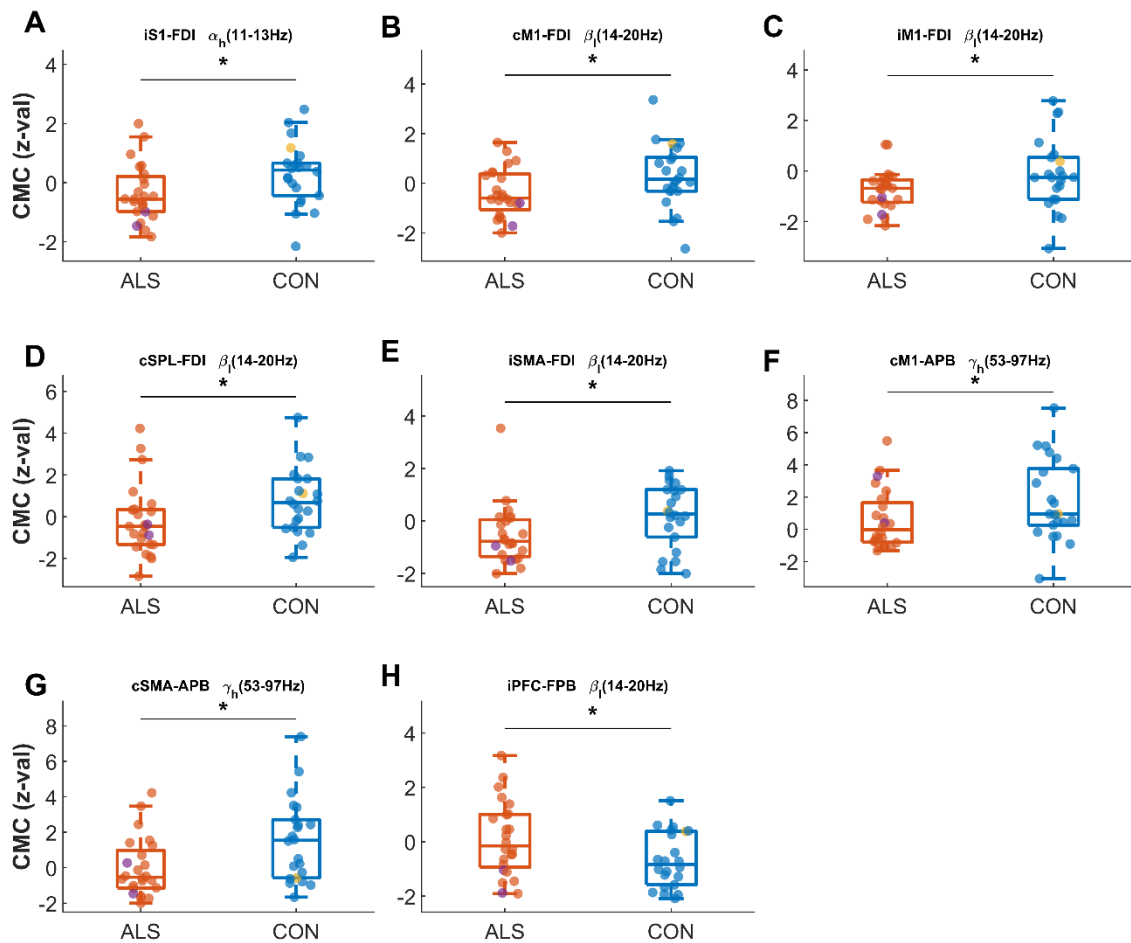 A
iS1-FDI αh(11-13Hz)
*
CMC (z-val)
4
2
0
-2
ALS
CON
B
cM1-FDI βl(14-20Hz)
*
4
2
0
-2
ALS
CON
C
iM1-FDI βl(14-20Hz)
*
4
2
0
-2
ALS
CON
D
cSPL-FDI βl(14-20Hz)
*
CMC (z-val)
6
4
2
0
-2
ALS
CON
E
iSMA-FDI βl(14-20Hz)
*
4
2
0
-2
ALS
CON
F
cM1-APB γh(53-97Hz)
*
8
6
4
2
0
-2
ALS
CON
G
cSMA-APB γh(53-97Hz)
*
CMC (z-val)
8
6
4
2
0
-2
ALS
CON
H
iPFC-FPB βl(14-20Hz)
*
4
2
0
-2
ALS
CON